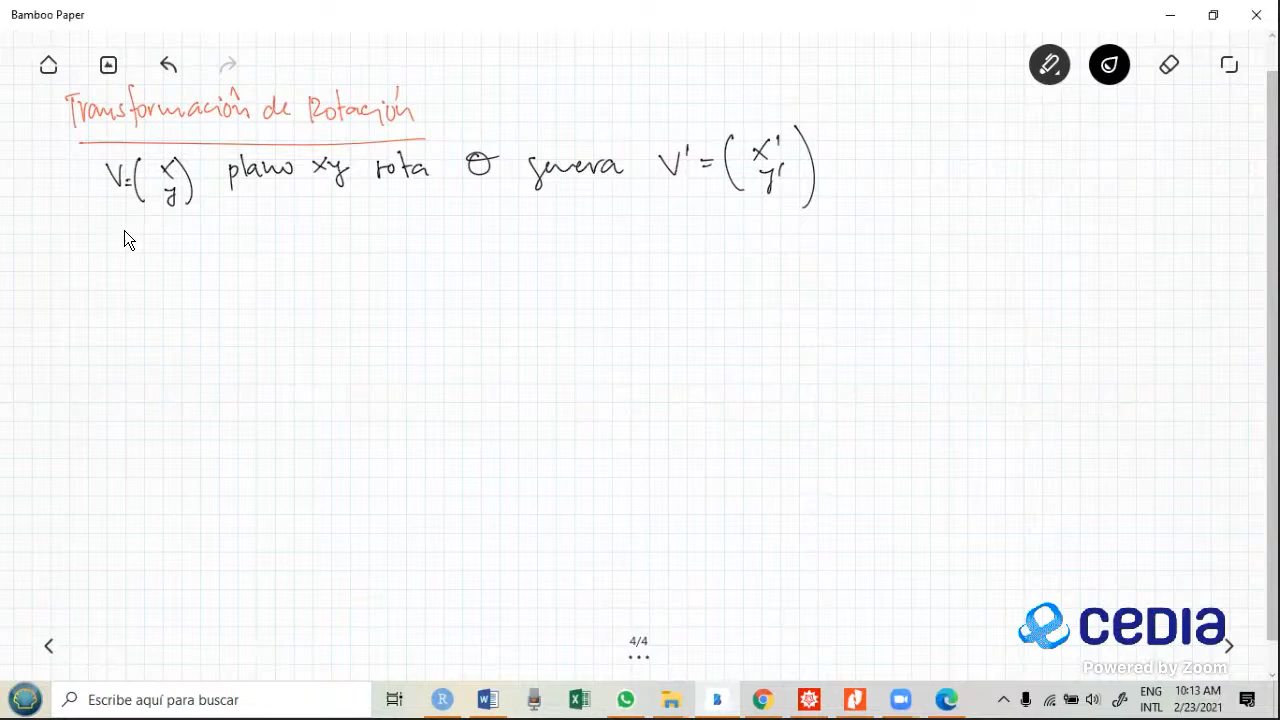 Bamboo Paper
Transformación de Rotación
V = ( x y ) plano xy rota θ genera V' = ( x' y' )
4/4
cedia
Powered by Zoom
Escribe aquí para buscar
ENG
INTL
10:13 AM
2/23/2021